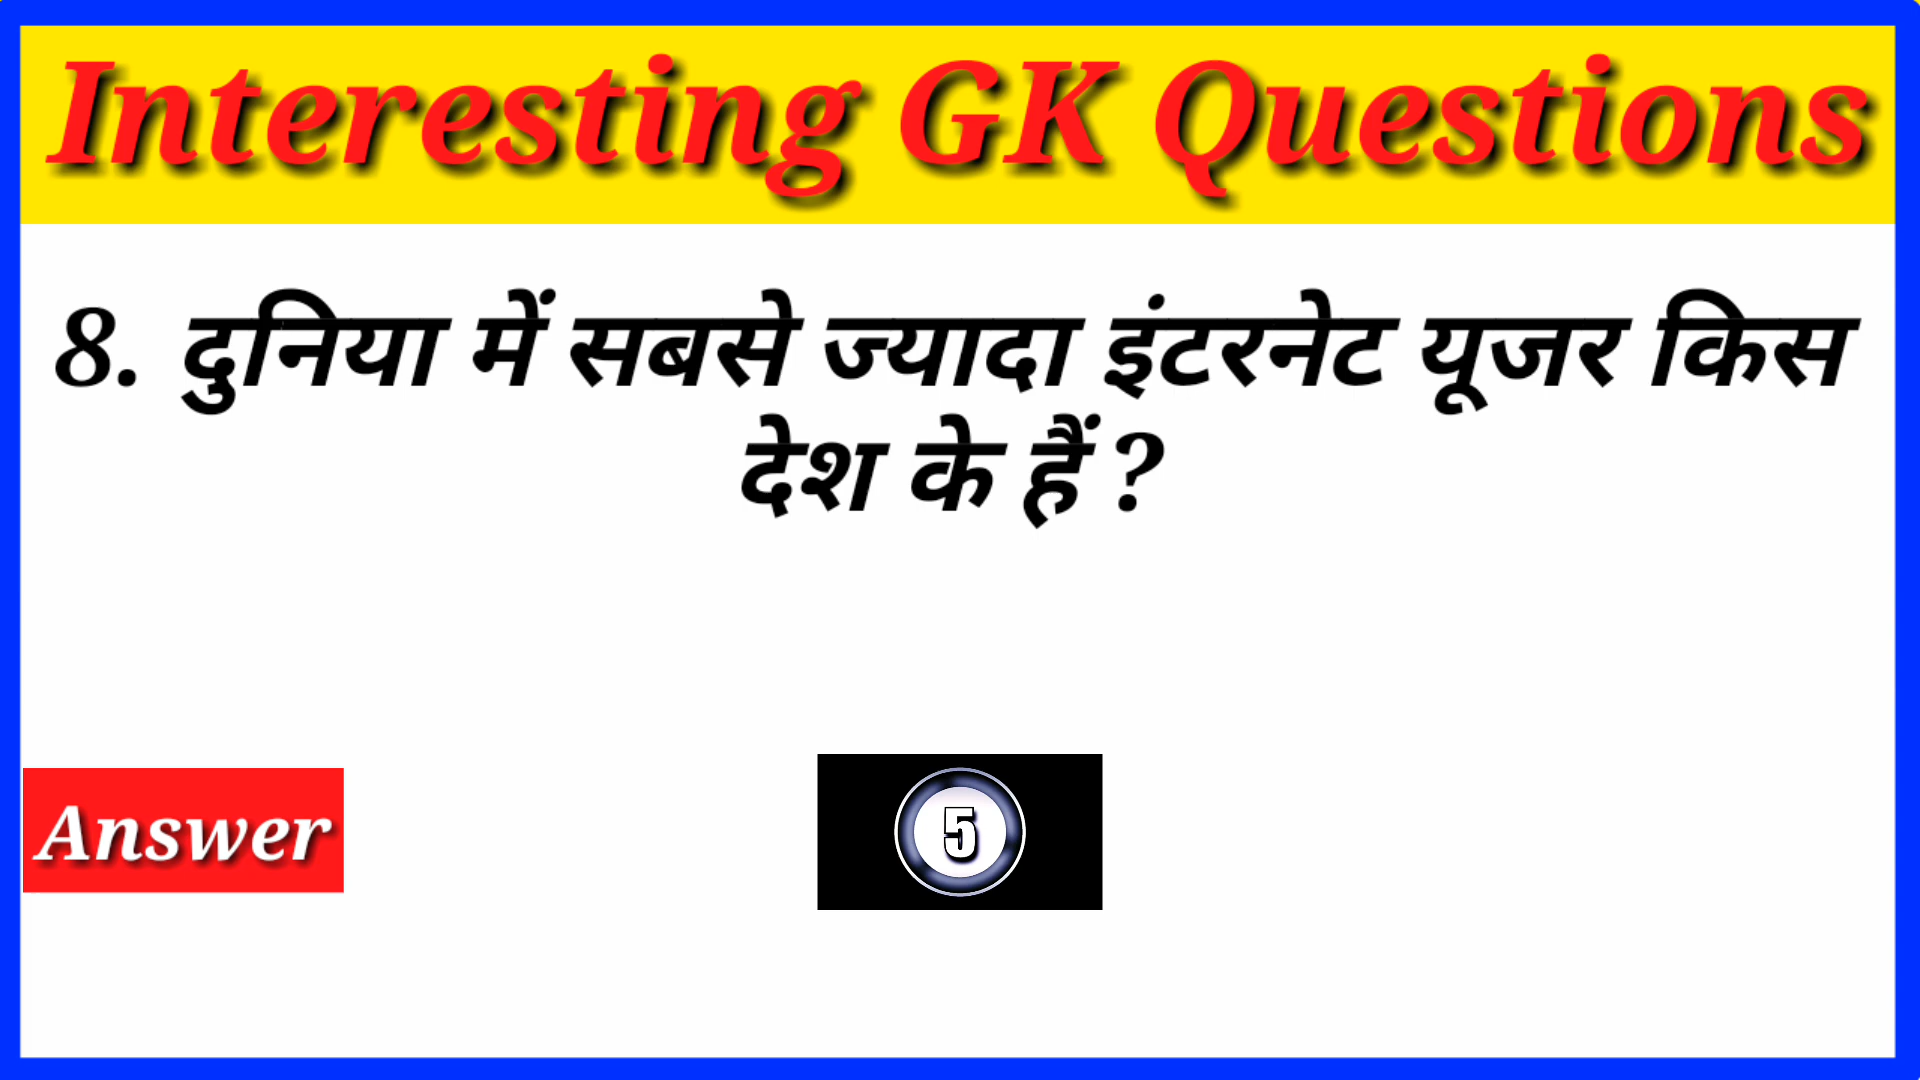 Interesting GK Questions
8. दुनिया में सबसे ज्यादा इंटरनेट यूजर किस
देश के हैं ?
Answer
5